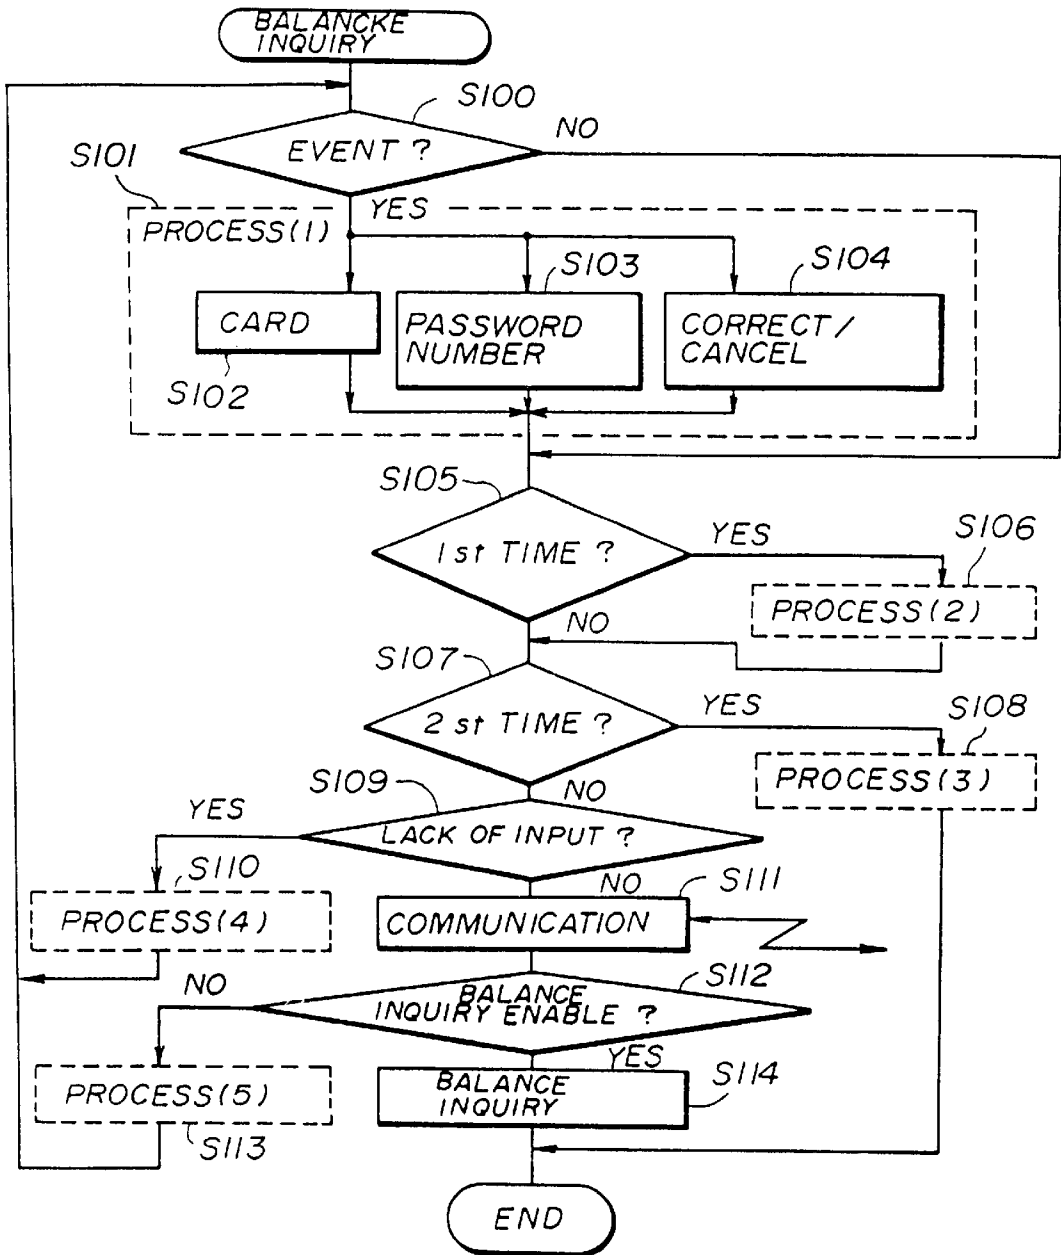 BALANCKE
INQUIRY
S100
EVENT ?
NO
S101
YES
PROCESS(1)
S103
S104
CARD
PASSWORD
NUMBER
CORRECT/
CANCEL
S102
S105
1 st TIME ?
YES
S106
PROCESS(2)
NO
S107
2 st TIME ?
YES
S108
PROCESS(3)
S109
NO
YES
LACK OF INPUT ?
S110
NO
S111
PROCESS(4)
COMMUNICATION
NO
S112
BALANCE
INQUIRY ENABLE ?
YES
PROCESS(5)
BALANCE
INQUIRY
S114
S113
END